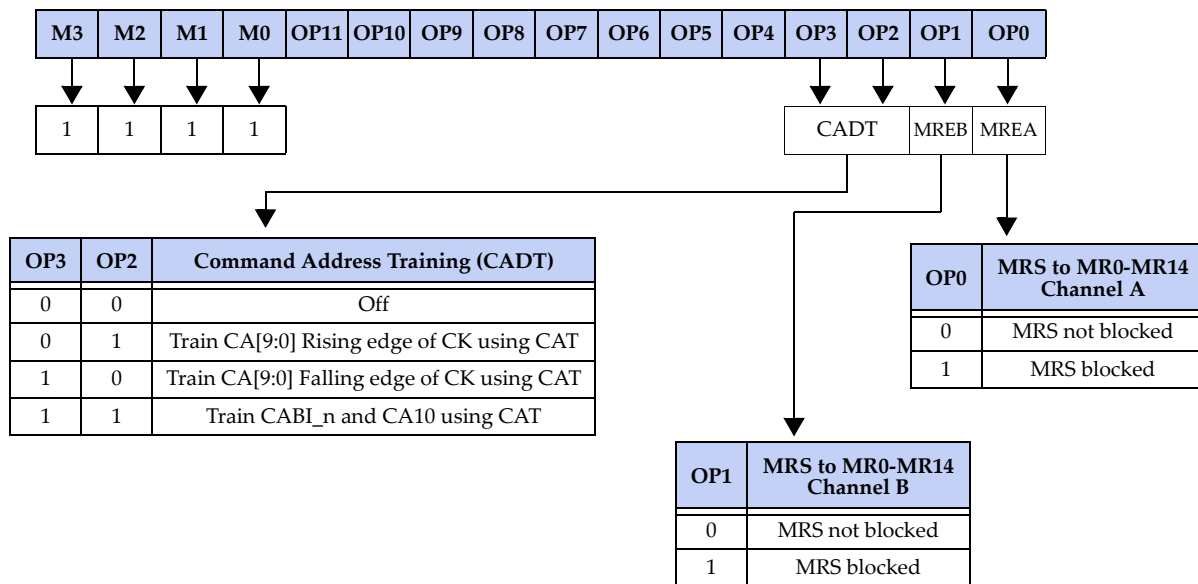 M3 M2 M1 M0 OP11 OP10 OP9 OP8 OP7 OP6 OP5 OP4 OP3 OP2 OP1 OP0
1 1 1 1 CADT MREB MREA
OP3 OP2 Command Address Training (CADT)
0 0 Off
0 1 Train CA[9:0] Rising edge of CK using CAT
1 0 Train CA[9:0] Falling edge of CK using CAT
1 1 Train CABI_n and CA10 using CAT
OP0 MRS to MR0-MR14
Channel A
0 MRS not blocked
1 MRS blocked
OP1 MRS to MR0-MR14
Channel B
0 MRS not blocked
1 MRS blocked